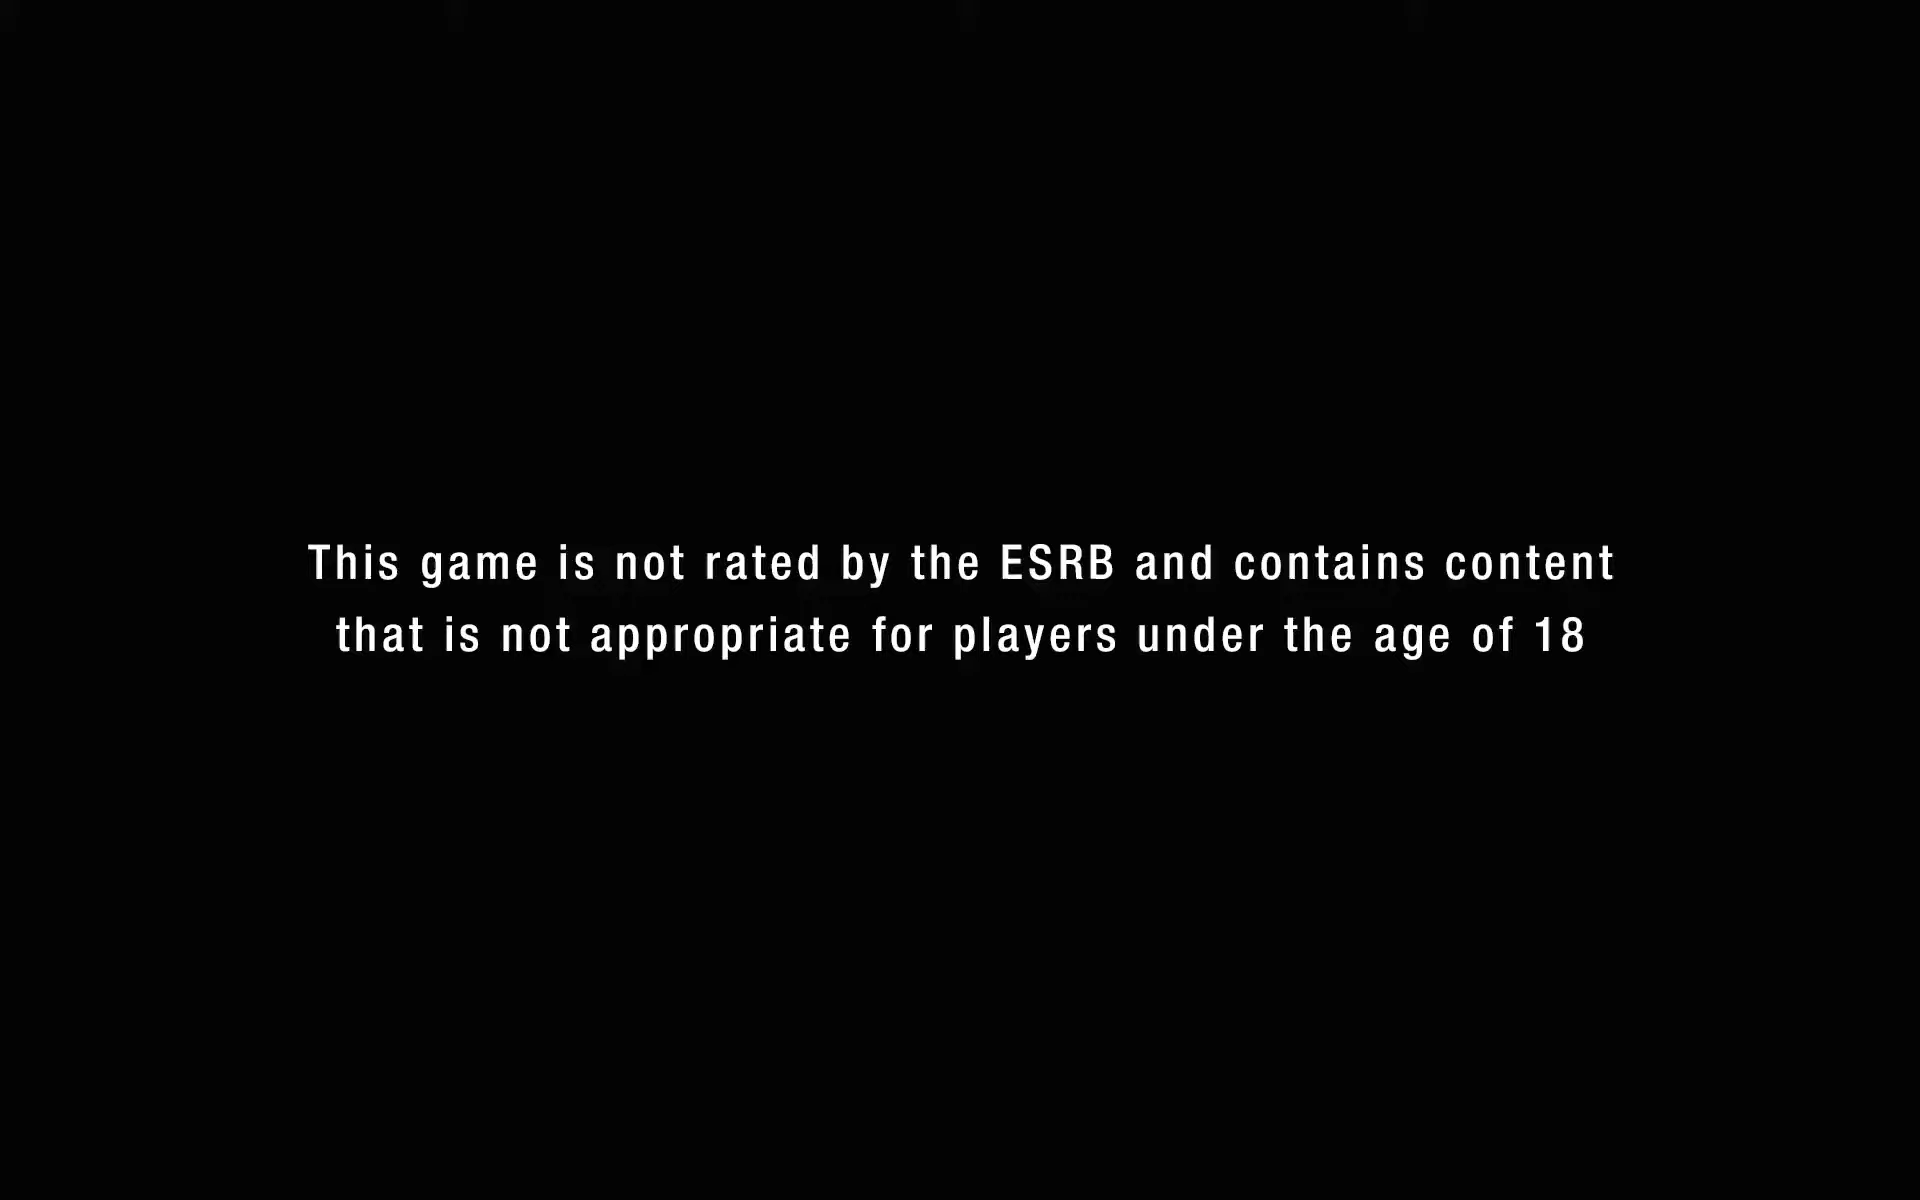 This game is not rated by the ESRB and contains content
that is not appropriate for players under the age of 18